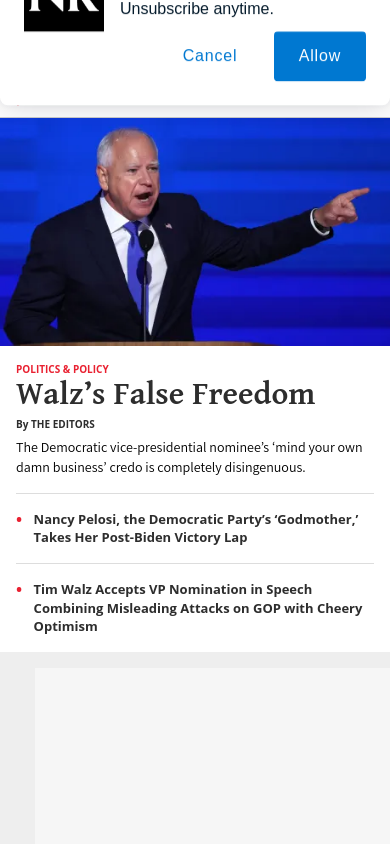 NR
Unsubscribe anytime.
Cancel
Allow
POLITICS & POLICY
Walz’s False Freedom
By THE EDITORS
The Democratic vice-presidential nominee’s ‘mind your own
damn business’ credo is completely disingenuous.
Nancy Pelosi, the Democratic Party’s ‘Godmother,’
Takes Her Post-Biden Victory Lap
Tim Walz Accepts VP Nomination in Speech
Combining Misleading Attacks on GOP with Cheery
Optimism